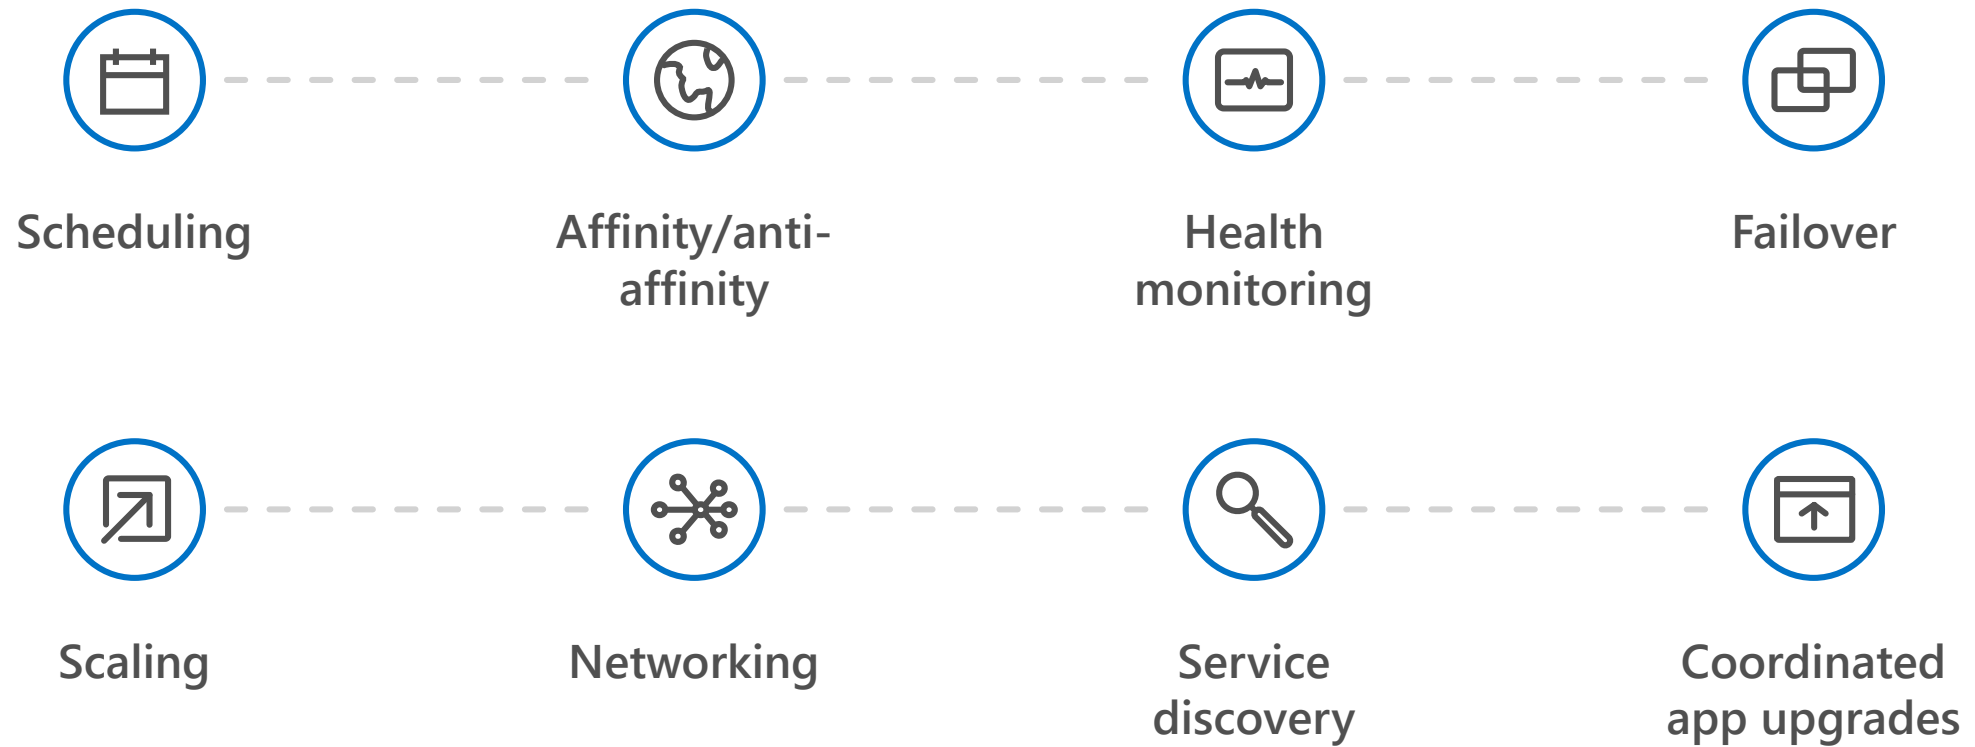 Scheduling
Affinity/anti-
affinity
Health
monitoring
Failover
Scaling
Networking
Service
discovery
Coordinated
app upgrades